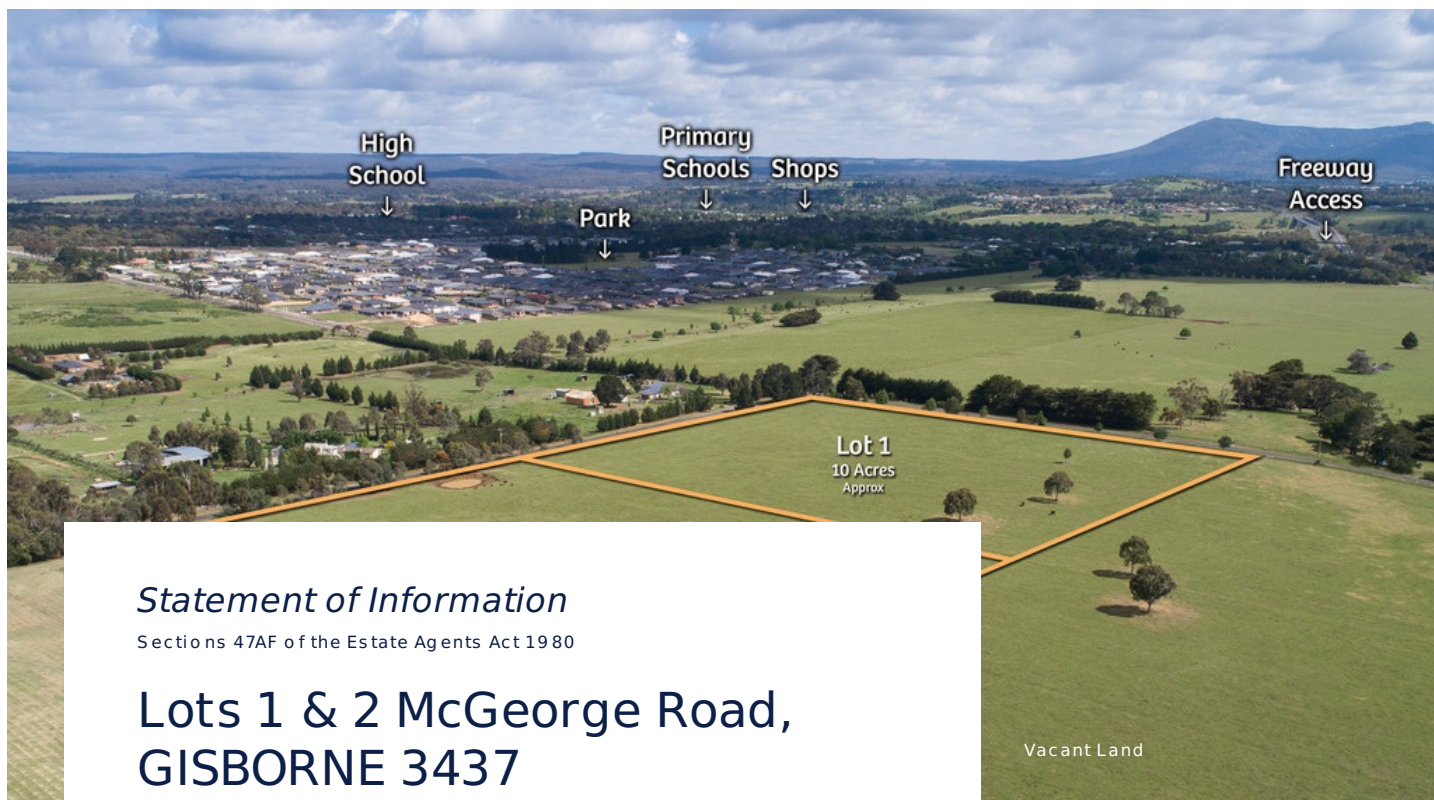 High
School
Primary
Schools
Shops
Park
Freeway
Access
Lot 1
10 Acres
Approx
Statement of Information
Sections 47AF of the Estate Agents Act 1980
Lots 1 & 2 McGeorge Road,
GISBORNE 3437
Vacant Land